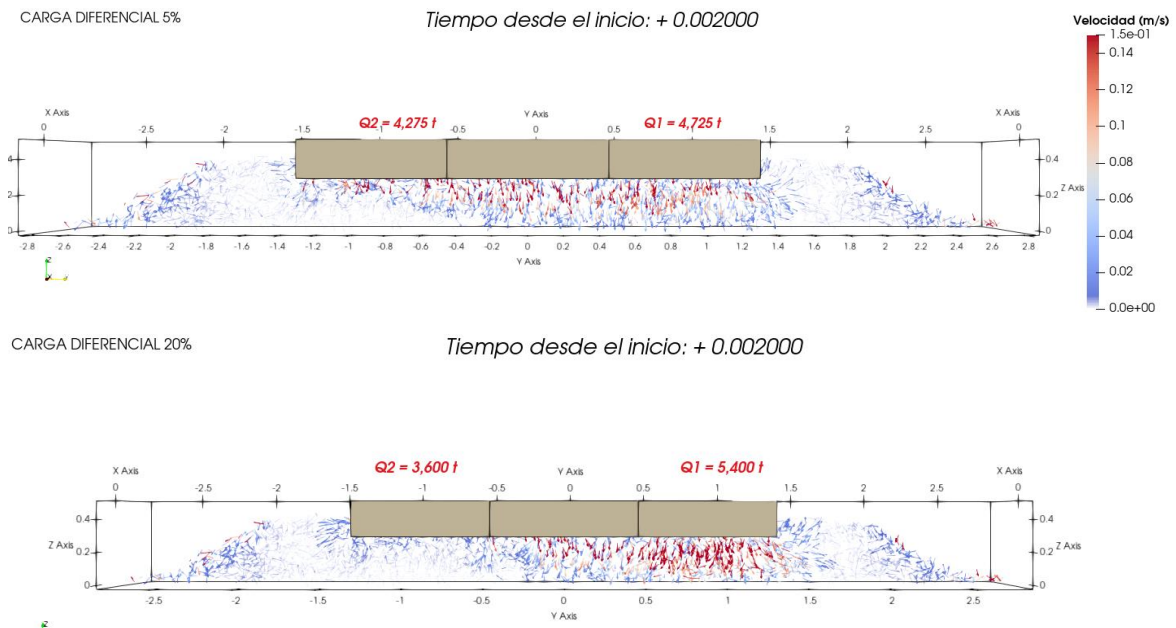 CARGA DIFERENCIAL 5%
Tiempo desde el inicio: + 0.002000
Velocidad (m/s)
1.5e-01
0.14
0.12
0.1
0.08
0.06
0.04
0.02
0.0e+00
X Axis Y Axis X Axis
0 -2.5 -2 -1.5 -1 -0.5 0 0.5 1 1.5 2 2.5 0
Q2 = 4,275 t Q1 = 4,725 t
4 0.4
2 0.2 Z Axis
0 0
-2.8 -2.6 -2.4 -2.2 -2 -1.8 -1.6 -1.4 -1.2 -1 -0.8 0.6 -0.4 -0.2 0 0.2 0.4 0.6 0.8 1 1.2 1.4 1.6 1.8 2 2.2 2.4 2.6 2.8
Y Axis
CARGA DIFERENCIAL 20%
Tiempo desde el inicio: + 0.002000
Q2 = 3,600 t Q1 = 5,400 t
X Axis Y Axis X Axis
0 -2.5 -2 -1.5 -1 -0.5 0 0.5 1 1.5 2 2.5 0
0.4 0.4
Z Axis 0.2 0.2 Z Axis
0 0
-2.5 -2 -1.5 -1 -0.5 0 0.5 1 1.5 2 2.5
Y Axis